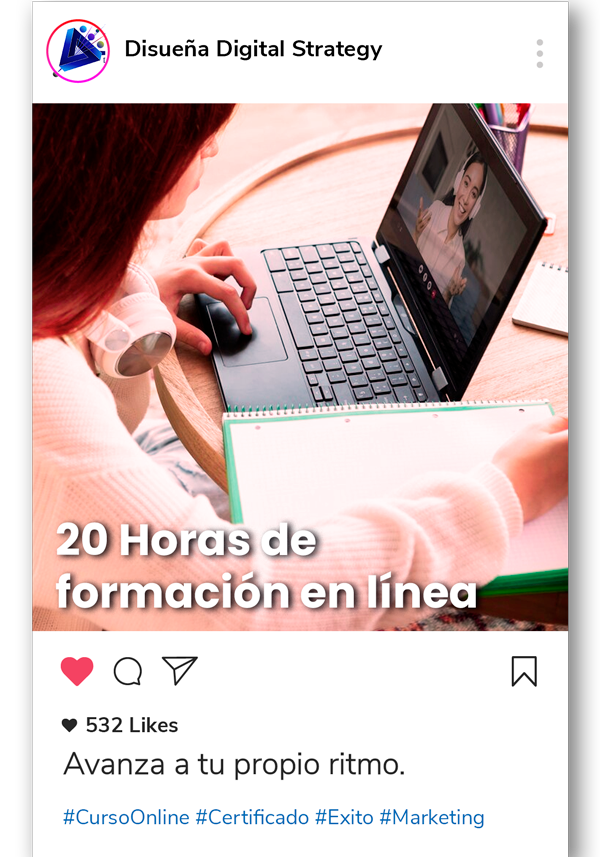 Disueña Digital Strategy
20 Horas de
formación en línea
532 Likes
Avanza a tu propio ritmo.
#CursoOnline #Certificado #Exito #Marketing